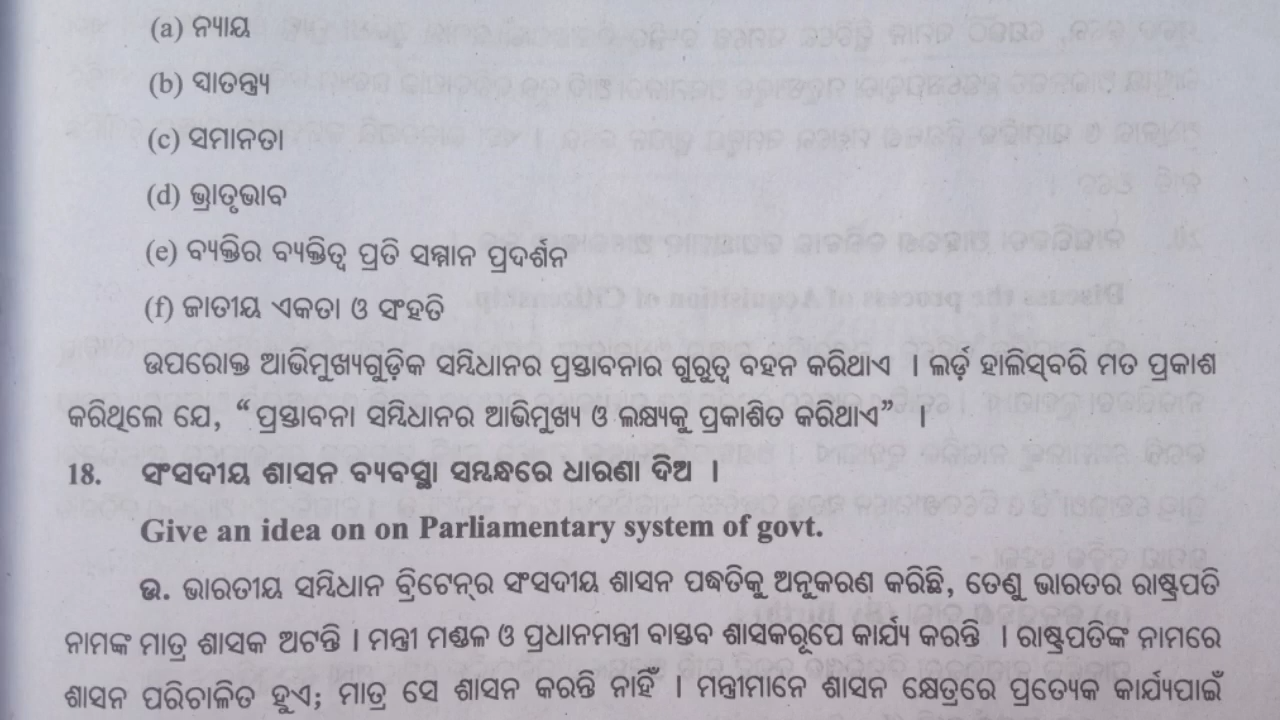 (a) ନ୍ୟାୟ
(b) ସ୍ୱାତନ୍ତ୍ର୍ୟ
(c) ସମାନତା
(d) ଭ୍ରାତୃଭାବ
(e) ବ୍ୟକ୍ତିର ବ୍ୟକ୍ତିତ୍ୱ ପ୍ରତି ସମ୍ମାନ ପ୍ରଦର୍ଶନ
(f) ଜାତୀୟ ଏକତା ଓ ସଂହତି
ଉପରୋକ୍ତ ଆଭିମୁଖ୍ୟଗୁଡ଼ିକ ସମ୍ବିଧାନର ପ୍ରସ୍ତାବନାର ଗୁରୁତ୍ୱ ବହନ କରିଥାଏ । ଲର୍ଡ଼ ହାଲିସ୍‌ବରି ମତ ପ୍ରକାଶ
କରିଥିଲେ ଯେ, “ ପ୍ରସ୍ତାବନା ସମ୍ବିଧାନର ଆଭିମୁଖ୍ୟ ଓ ଲକ୍ଷ୍ୟକୁ ପ୍ରକାଶିତ କରିଥାଏ” ।
18. ସଂସଦୀୟ ଶାସନ ବ୍ୟବସ୍ଥା ସମ୍ବନ୍ଧରେ ଧାରଣା ଦିଅ ।
Give an idea on on Parliamentary system of govt.
ଉ. ଭାରତୀୟ ସମ୍ବିଧାନ ବ୍ରିଟେନ୍‌ର ସଂସଦୀୟ ଶାସନ ପଦ୍ଧତିକୁ ଅନୁକରଣ କରିଛି, ତେଣୁ ଭାରତର ରାଷ୍ଟ୍ରପତି
ନାମଙ୍କ ମାତ୍ର ଶାସକ ଅଟନ୍ତି । ମନ୍ତ୍ରୀ ମଣ୍ଡଳ ଓ ପ୍ରଧାନମନ୍ତ୍ରୀ ବାସ୍ତବ ଶାସକରୂପେ କାର୍ଯ୍ୟ କରନ୍ତି । ରାଷ୍ଟ୍ରପତିଙ୍କ ନାମରେ
ଶାସନ ପରିଚାଳିତ ହୁଏ; ମାତ୍ର ସେ ଶାସନ କରନ୍ତି ନାହିଁ । ମନ୍ତ୍ରୀମାନେ ଶାସନ କ୍ଷେତ୍ରରେ ପ୍ରତ୍ୟେକ କାର୍ଯ୍ୟପାଇଁ